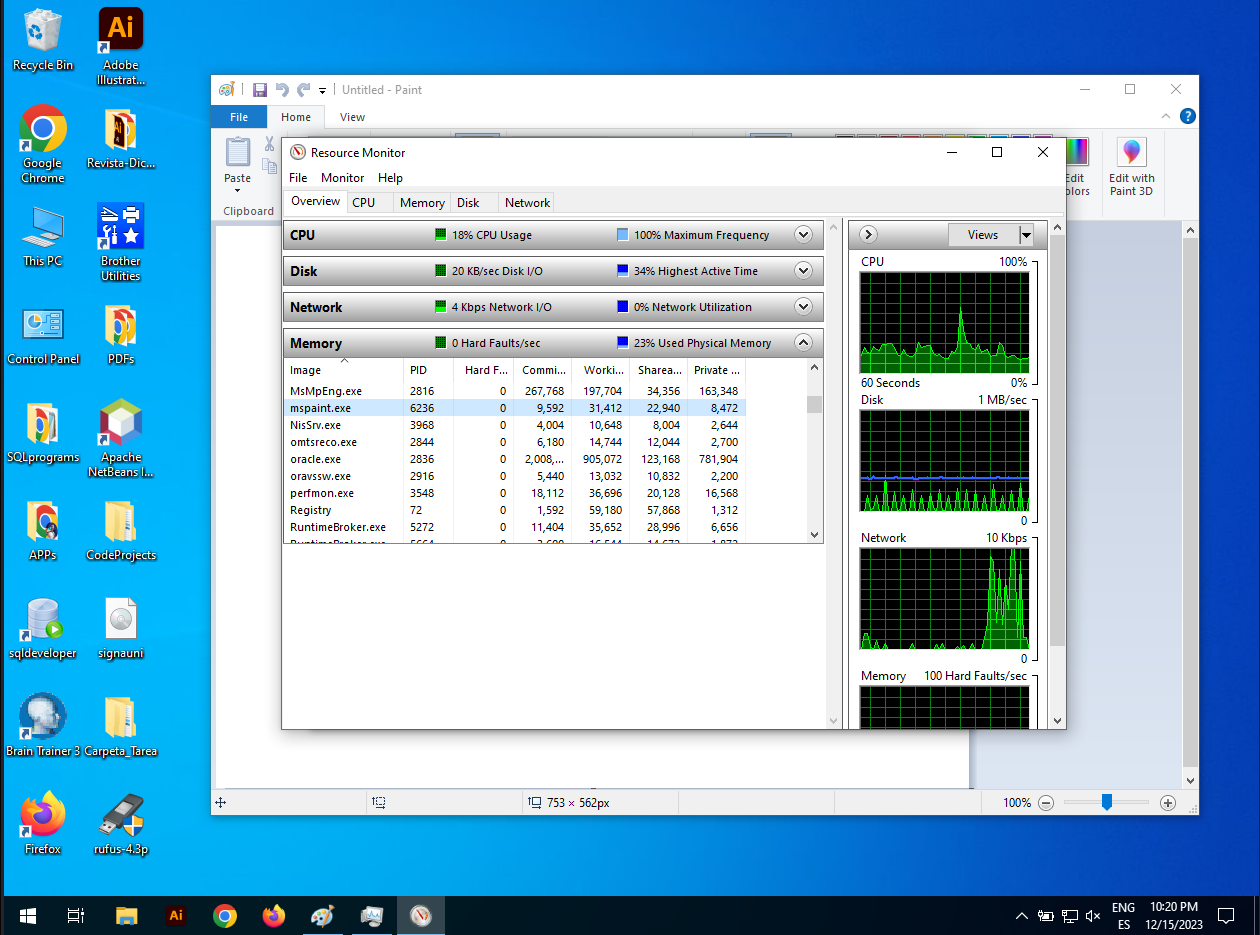 Recycle Bin
Ai
Adobe
Illustrat...
Google
Chrome
Revista-Dic...
This PC
Brother
Utilities
Control Panel
PDFs
SQLprograms
Apache
NetBeans I...
APPs
CodeProjects
sqldeveloper
signauni
Brain Trainer 3
Carpeta_Tarea
Firefox
rufus-4.3p
Untitled - Paint
File Home View
Paste
Clipboard
Edit with
Paint 3D
Resource Monitor
File Monitor Help
Overview CPU Memory Disk Network
CPU 18% CPU Usage 100% Maximum Frequency
Disk 20 KB/sec Disk I/O 34% Highest Active Time
Network 4 Kbps Network I/O 0% Network Utilization
Memory 0 Hard Faults/sec 23% Used Physical Memory
Image PID Hard F... Commi... Worki... Sharea... Private ...
MsMpEng.exe 2816 0 267,768 197,704 34,356 163,348
mspaint.exe 6236 0 9,592 31,412 22,940 8,472
NisSrv.exe 3968 0 4,004 10,648 8,004 2,644
omtsreco.exe 2844 0 6,180 14,744 12,044 2,700
oracle.exe 2836 0 2,008,... 905,072 123,168 781,904
oravssw.exe 2916 0 5,440 13,032 10,832 2,200
perfmon.exe 3548 0 18,112 36,696 20,128 16,568
Registry 72 0 1,592 59,180 57,868 1,312
RuntimeBroker.exe 5272 0 11,404 35,652 28,996 6,656
Views
CPU 100%
60 Seconds 0%
Disk 1 MB/sec
0
Network 10 Kbps
0
Memory 100 Hard Faults/sec
753 × 562px
100%
Ai
ENG
ES
10:20 PM
12/15/2023